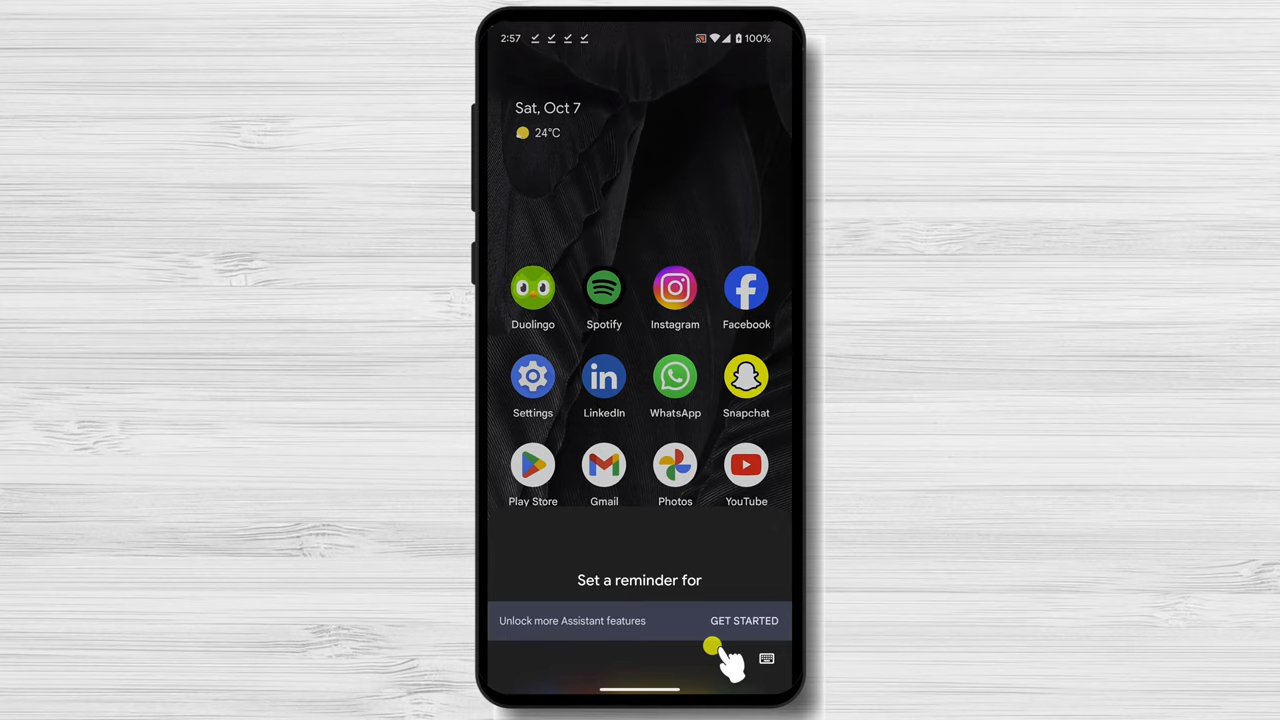 2:57 100%
Sat, Oct 7
24°C
Duolingo Spotify Instagram Facebook
Settings LinkedIn WhatsApp Snapchat
Play Store Gmail Photos YouTube
Set a reminder for
Unlock more Assistant features GET STARTED